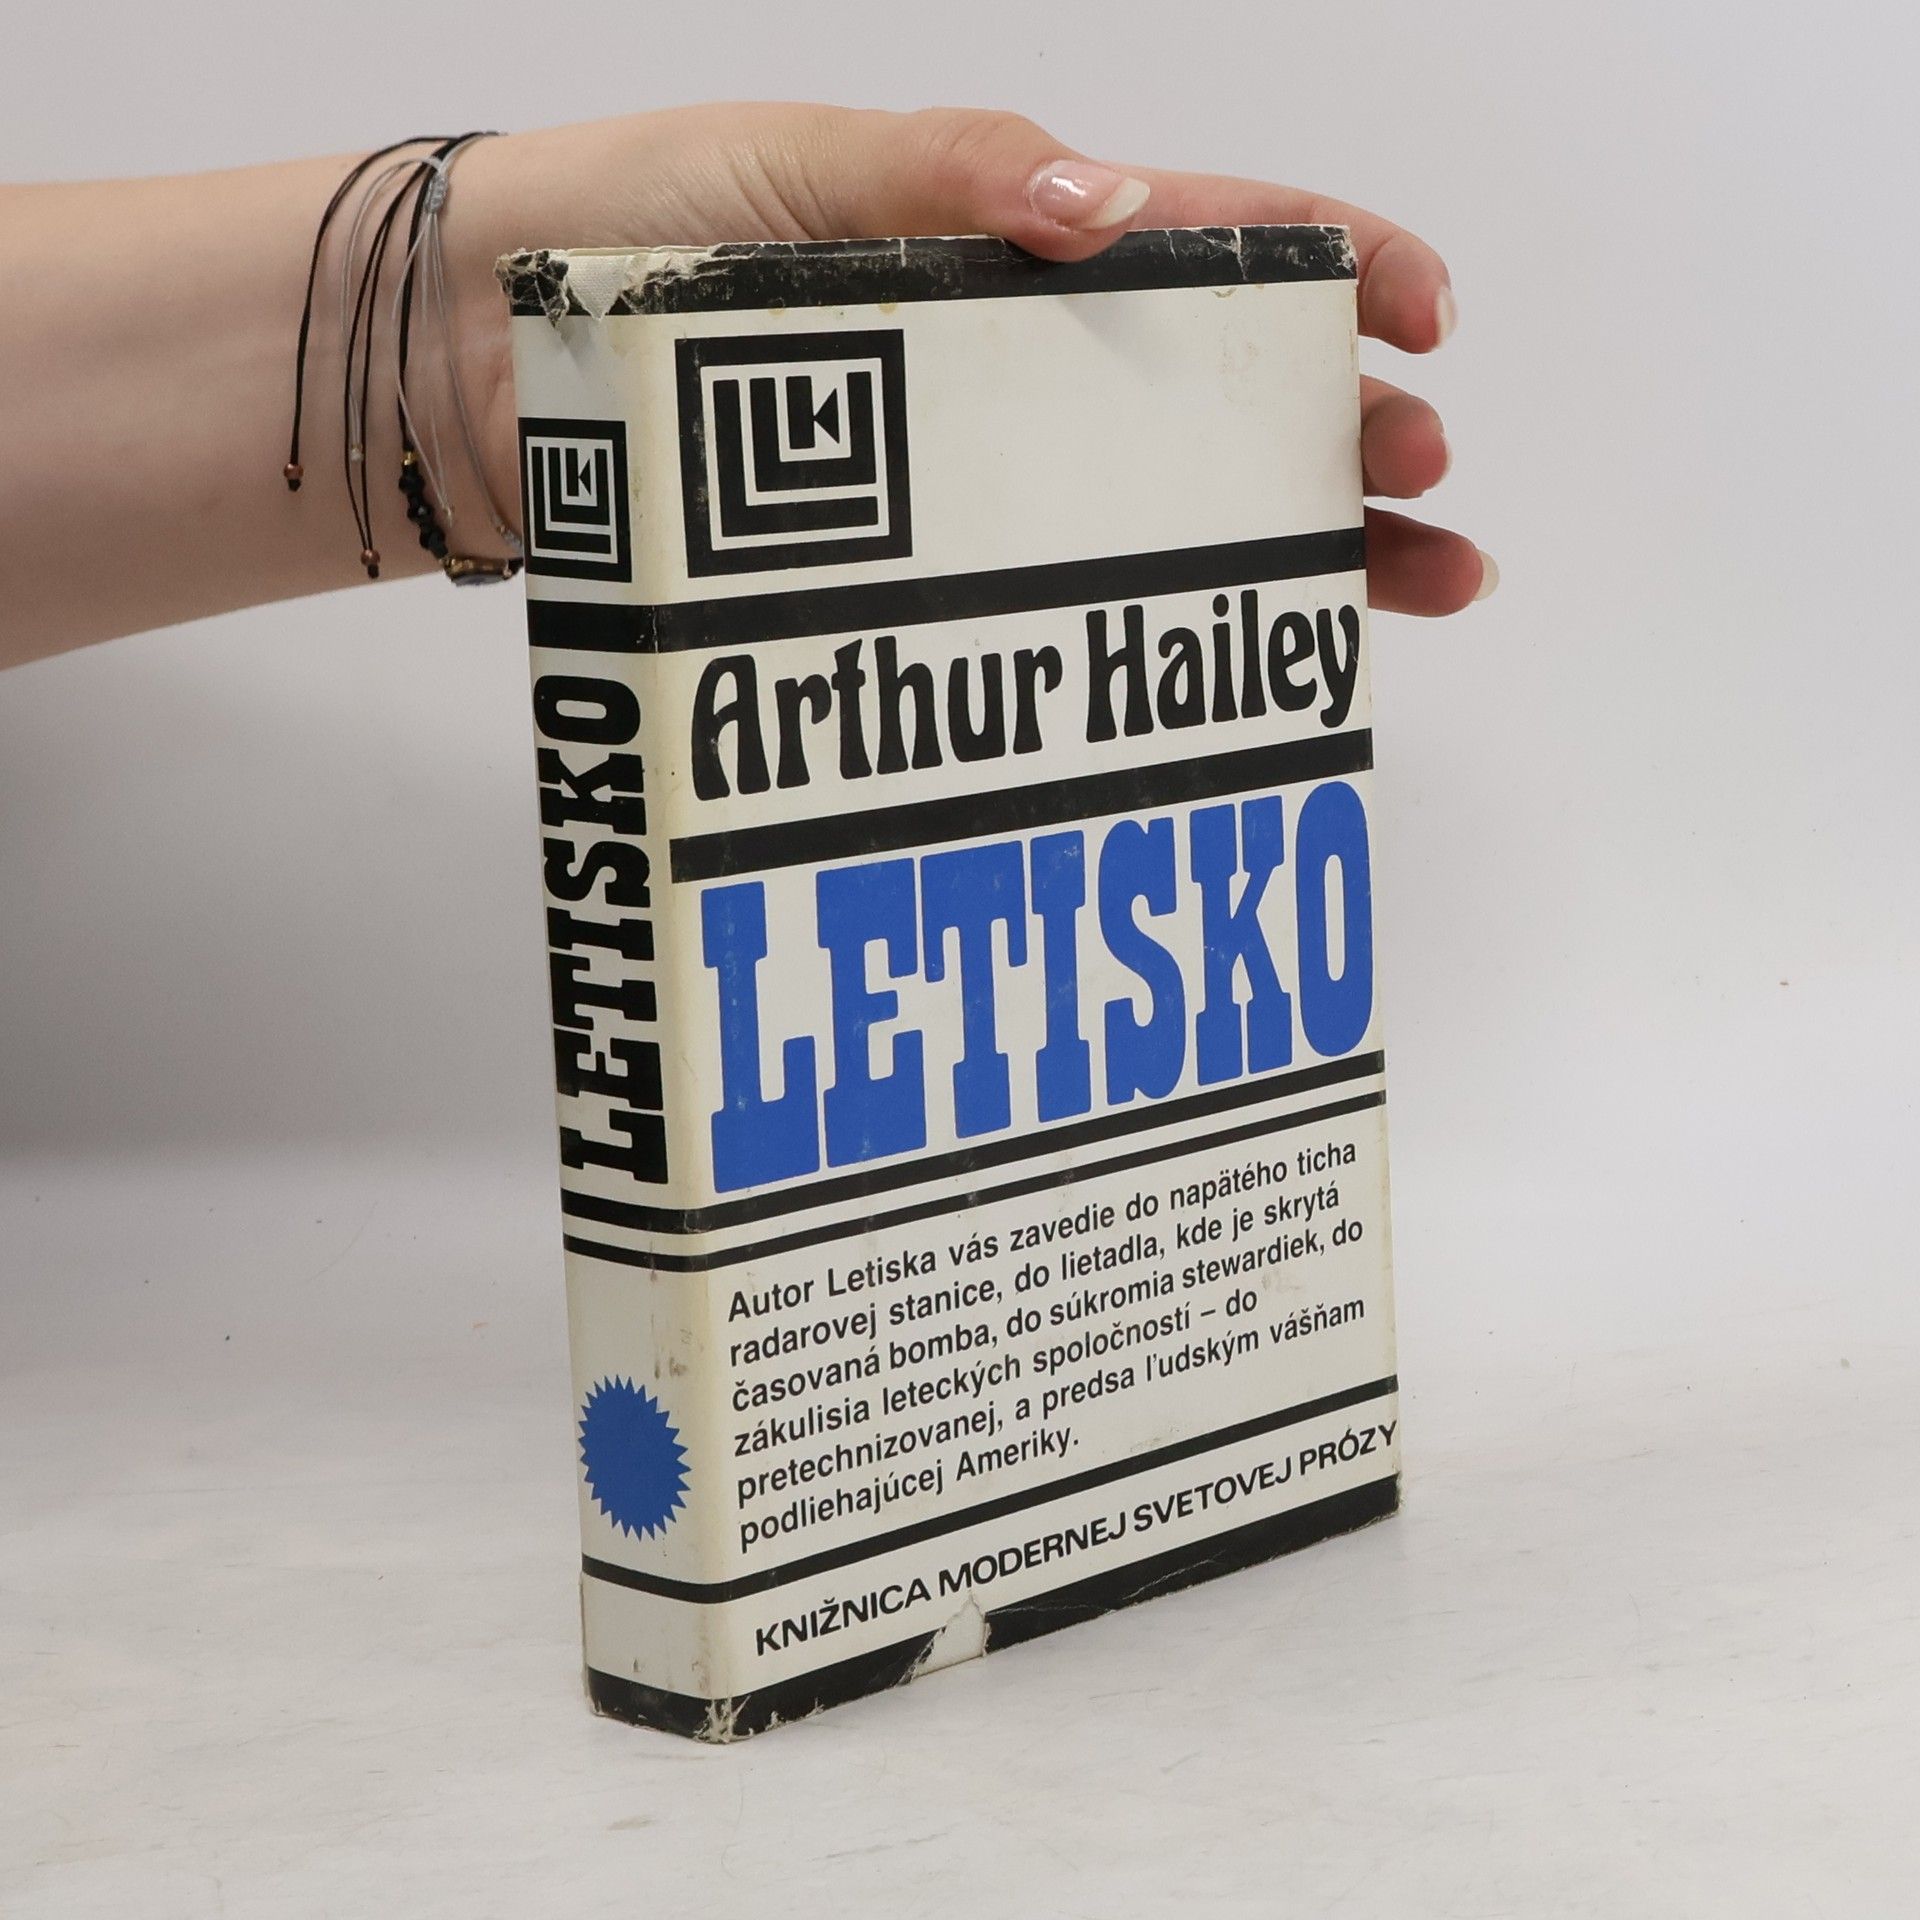 LETISKO
Arthur Hailey
LETISKO
Autor Letiska vás zavedie do napätého ticha
radarovej stanice, do lietadla, kde je skrytá
časovaná bomba, do súkromia stewardiek, do
zákulisia leteckých spoločností – do
pretechnizovanej, a predsa ľudským vášňam
podliehajúcej Ameriky.
KNIŽNICA MODERNEJ SVETOVEJ PRÓZY